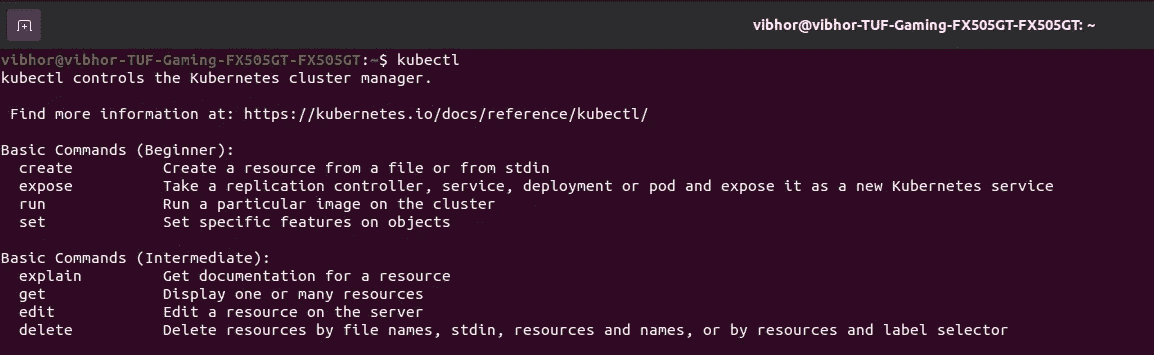 vibhor@vibhor-TUF-Gaming-FX505GT-FX505GT: ~
vibhor@vibhor-TUF-Gaming-FX505GT-FX505GT:~$ kubectl
kubectl controls the Kubernetes cluster manager.

 Find more information at: https://kubernetes.io/docs/reference/kubectl/

Basic Commands (Beginner):
  create          Create a resource from a file or from stdin
  expose          Take a replication controller, service, deployment or pod and expose it as a new Kubernetes service
  run             Run a particular image on the cluster
  set             Set specific features on objects

Basic Commands (Intermediate):
  explain         Get documentation for a resource
  get             Display one or many resources
  edit            Edit a resource on the server
  delete          Delete resources by file names, stdin, resources and names, or by resources and label selector